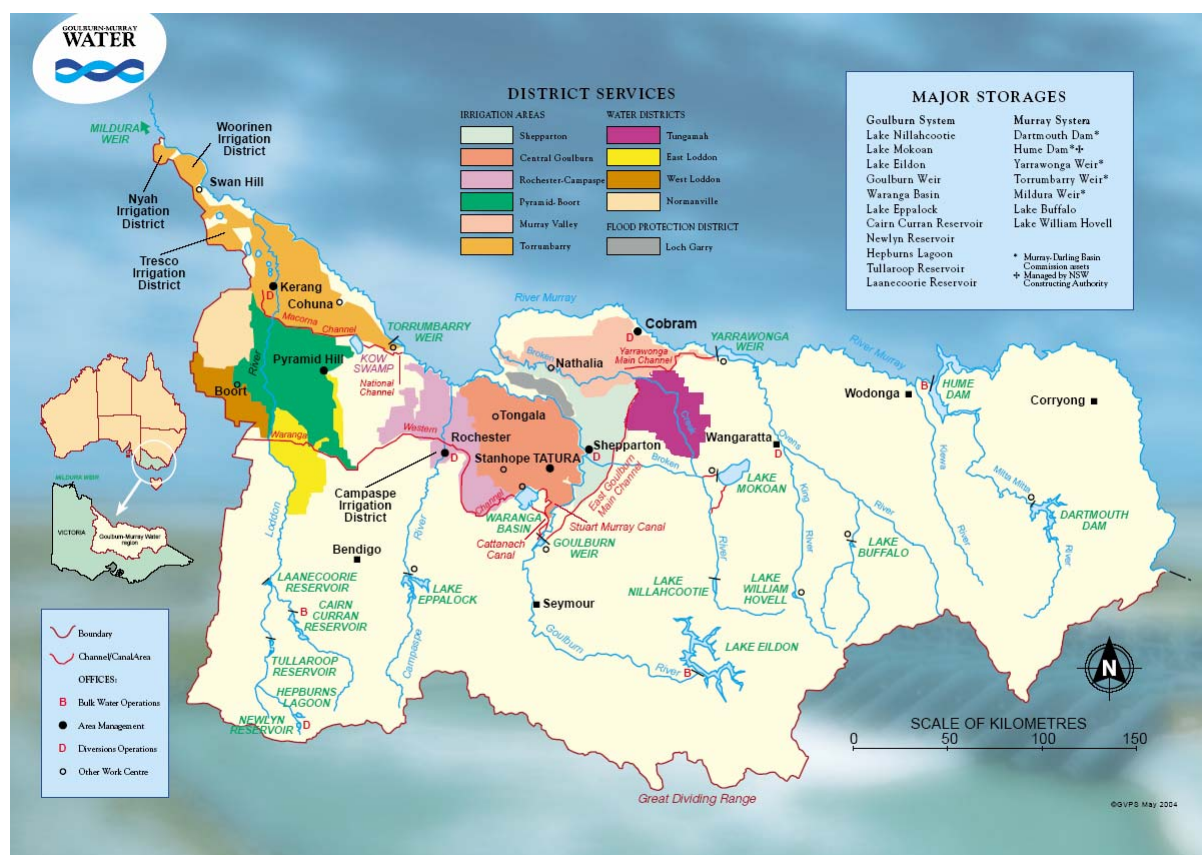 GOULBURN-MURRAY
WATER
DISTRICT SERVICES
IRRIGATION AREAS
Shepparton
Central Goulburn
Rochester-Campaspe
Pyramid-Boort
Murray Valley
Torrumbarry
WATER DISTRICTS
Tungamah
East Loddon
West Loddon
Normanville
FLOOD PROTECTION DISTRICT
Loch Garry
MAJOR STORAGES
Goulburn System
Lake Nillahcootie
Lake Mokoan
Lake Eildon
Goulburn Weir
Waranga Basin
Lake Eppalock
Cairn Curran Reservoir
Newlyn Reservoir
Hepburns Lagoon
Tullaroop Reservoir
Laanecoorie Reservoir
Murray System
Dartmouth Dam*
Hume Dam*✢
Yarrawonga Weir*
Torrumbarry Weir*
Mildura Weir*
Lake Buffalo
Lake William Hovell
* Murray-Darling Basin
Commission assets
✢ Managed by NSW
Constructing Authority
MILDURA
WEIR
Woorinen
Irrigation
District
Nyah
Irrigation
District
Swan Hill
Tresco
Irrigation
District
Kerang
D
Cohuna
Macorna
Channel
TORRUMBARRY
WEIR
River Murray
Cobram
D
YARRAWONGA
WEIR
Yarrawonga
Main Channel
River Murray
Nathalia
Broken
Creek
Pyramid Hill
River
KOW
SWAMP
National
Channel
Boort
Wodonga
B
HUME
DAM
Corryong
Tongala
Waranga
Western
Channel
Rochester
D
Stanhope
TATURA
Shepparton
D
Wangaratta
D
Ovens
Kiewa
Broken
East Goulburn
Main Channel
LAKE
MOKOAN
King
Mitta Mitta
Campaspe
Irrigation
District
WARANGA
BASIN
Stuart Murray Canal
Cattanach
Canal
GOULBURN
WEIR
River
DARTMOUTH
DAM
Loddon
River
Bendigo
River
River
LAKE
BUFFALO
River
River
LAANECOORIE
RESERVOIR
LAKE
EPPALOCK
LAKE
NILLAHCOOTIE
LAKE
WILLIAM
HOVELL
B
CAIRN
CURRAN
RESERVOIR
Seymour
Goulburn
River
B
LAKE EILDON
Campaspe
TULLAROOP
RESERVOIR
HEPBURNS
LAGOON
NEWLYN
RESERVOIR
D
Great Dividing Range
MILDURA WEIR
VICTORIA
Goulburn-Murray Water
region
Boundary
Channel/Canal/Area
OFFICES:
B Bulk Water Operations
Area Management
D Diversions Operations
Other Work Centre
N
SCALE OF KILOMETRES
0 50 100 150
©GVPS May 2004